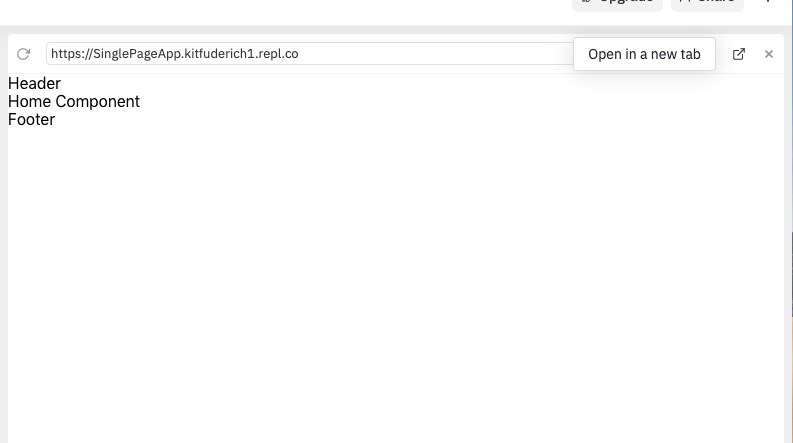 Upgrade Share
https://SinglePageApp.kitfuderich1.repl.co
Open in a new tab
Header
Home Component
Footer